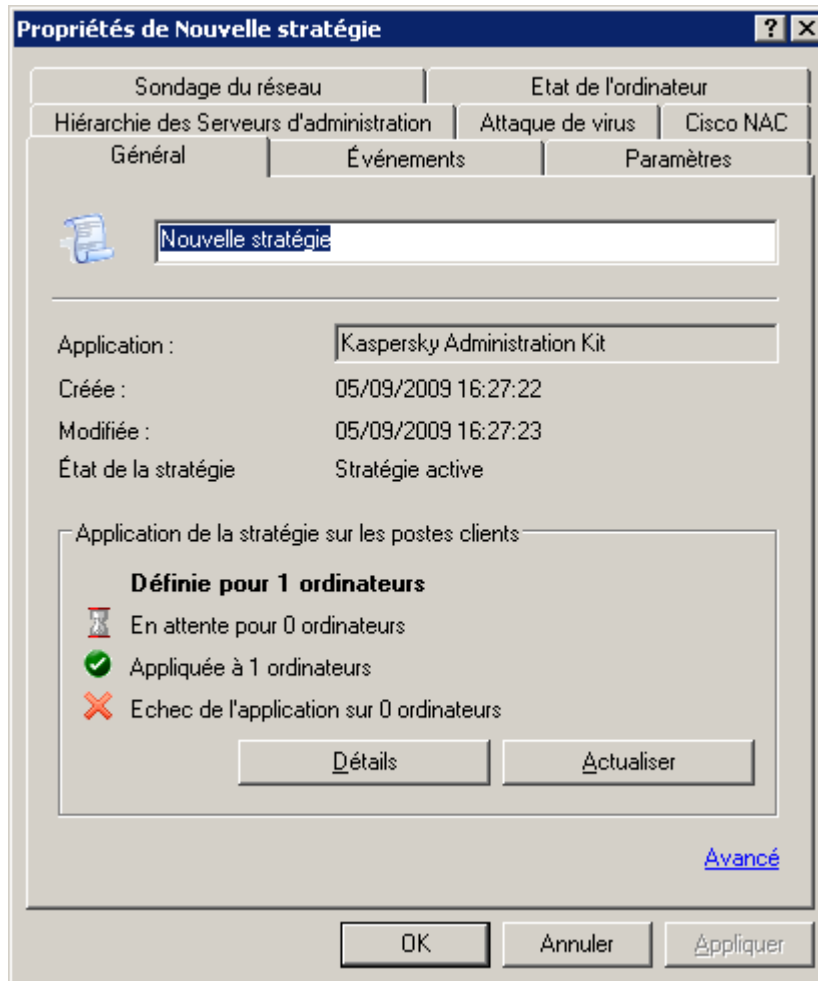 Propriétés de Nouvelle stratégie
Sondage du réseau Etat de l'ordinateur
Hiérarchie des Serveurs d'administration Attaque de virus Cisco NAC
Général Événements Paramètres
Nouvelle stratégie
Application : Kaspersky Administration Kit
Créée : 05/09/2009 16:27:22
Modifiée : 05/09/2009 16:27:23
État de la stratégie Stratégie active
Application de la stratégie sur les postes clients
Définie pour 1 ordinateurs
En attente pour 0 ordinateurs
Appliquée à 1 ordinateurs
Echec de l'application sur 0 ordinateurs
Détails Actualiser
Avancé
OK Annuler Appliquer